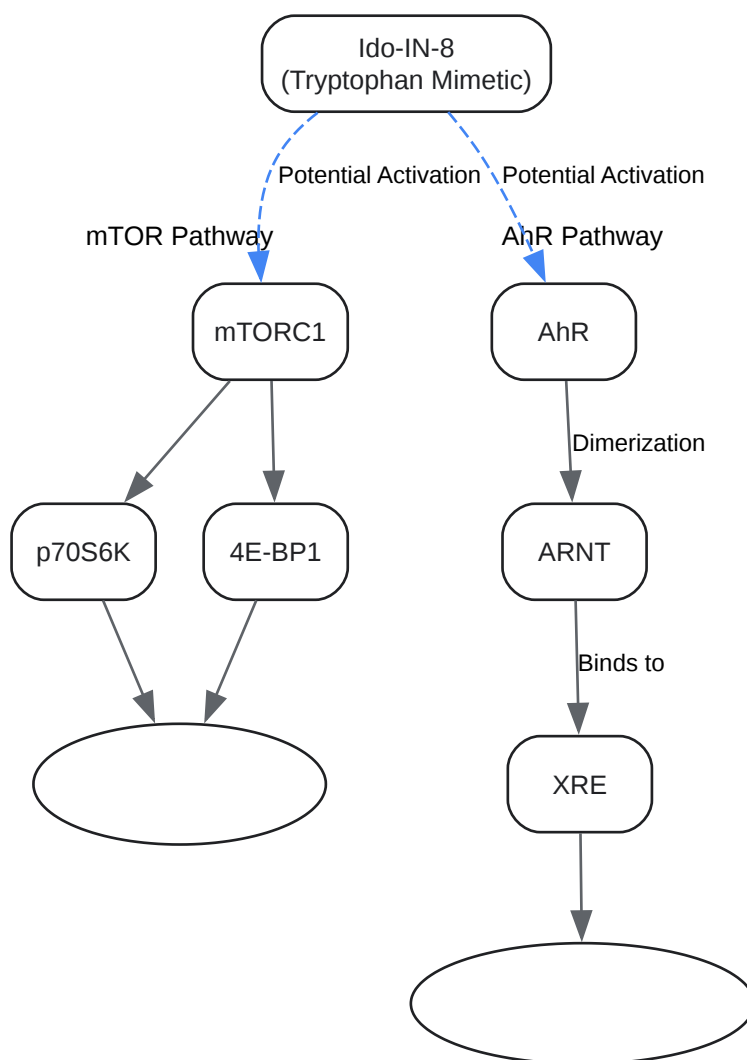 Ido-IN-8
(Tryptophan Mimetic)
Potential Activation
Potential Activation
mTOR Pathway
AhR Pathway
mTORC1
AhR
Dimerization
p70S6K
4E-BP1
ARNT
Binds to
XRE